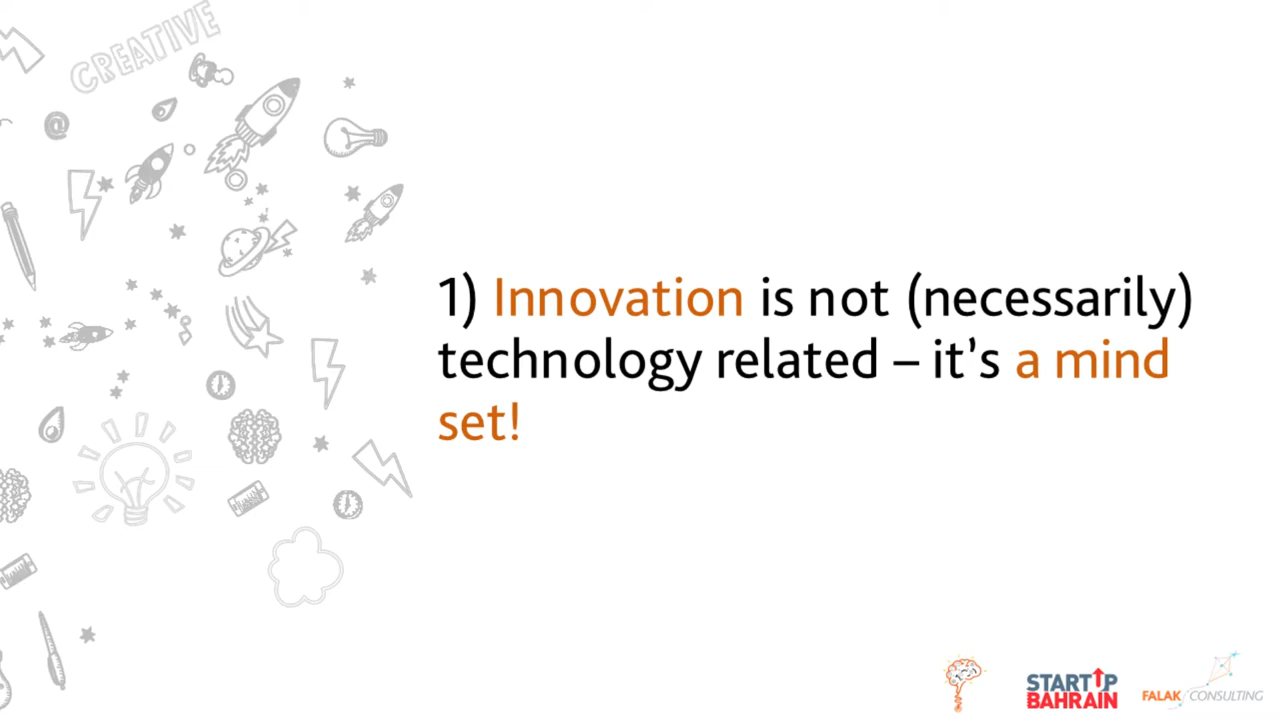 CREATIVE
1) Innovation is not (necessarily)
technology related – it's a mind
set!
STARTUP
BAHRAIN
FALAK CONSULTING